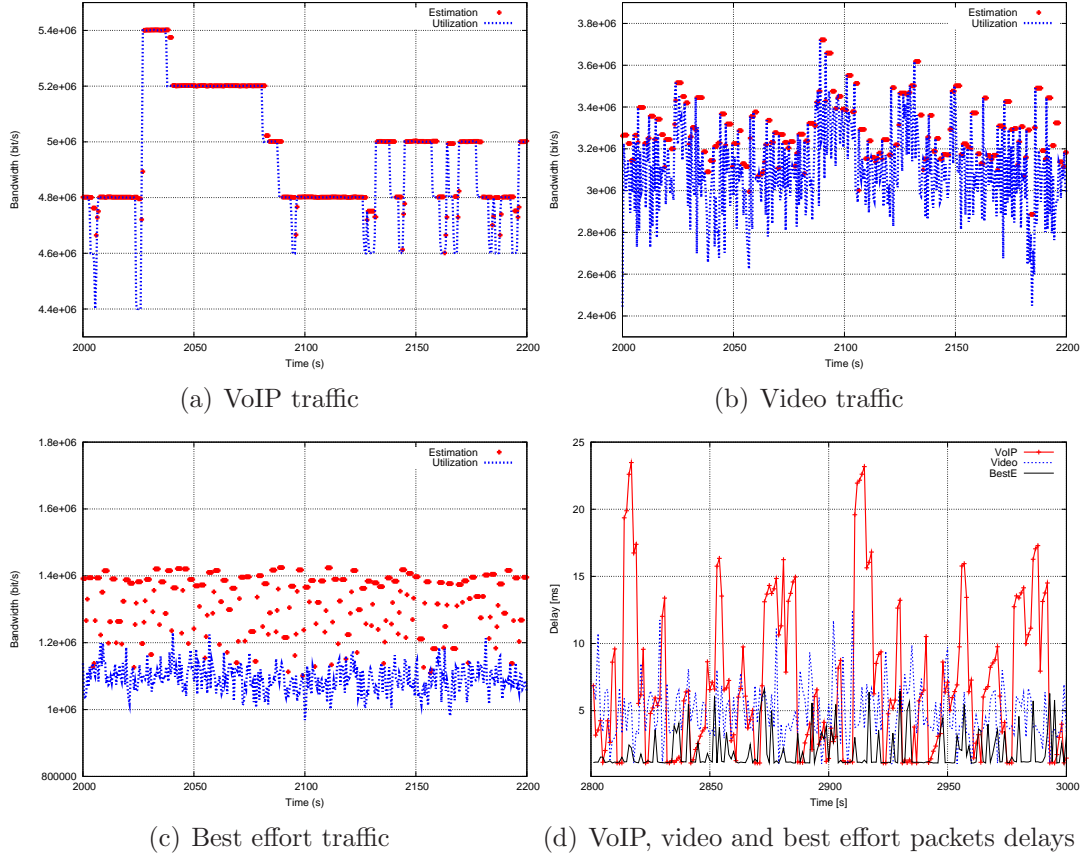 5.4e+06
5.2e+06
5e+06
4.8e+06
4.6e+06
4.4e+06
Bandwidth (bit/s)
Estimation
Utilization
2000 2050 2100 2150 2200
Time (s)
(a) VoIP traffic
3.8e+06
3.6e+06
3.4e+06
3.2e+06
3e+06
2.8e+06
2.6e+06
2.4e+06
Bandwidth (bit/s)
Estimation
Utilization
2000 2050 2100 2150 2200
Time (s)
(b) Video traffic
1.8e+06
1.6e+06
1.4e+06
1.2e+06
1e+06
800000
Bandwidth (bit/s)
Estimation
Utilization
2000 2050 2100 2150 2200
Time (s)
(c) Best effort traffic
25
20
15
10
5
Delay [ms]
VoIP
Video
BestE
2800 2850 2900 2950 3000
Time [s]
(d) VoIP, video and best effort packets delays